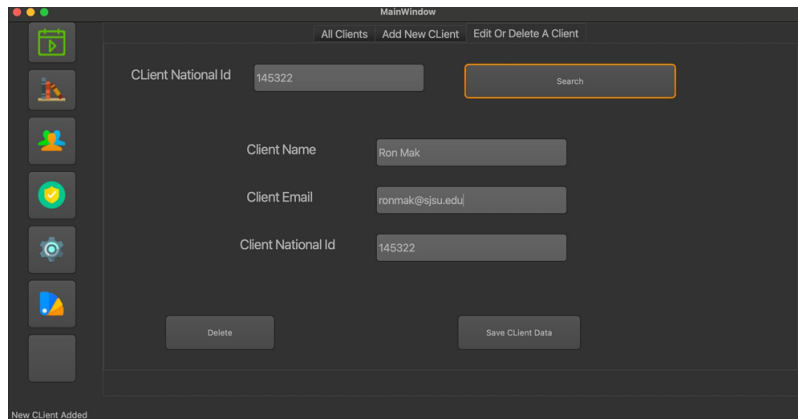 MainWindow
All Clients Add New CLient Edit Or Delete A Client
CLient National Id 145322 Search
Client Name Ron Mak
Client Email ronmak@sjsu.edu
Client National Id 145322
Delete Save CLient Data
New CLient Added